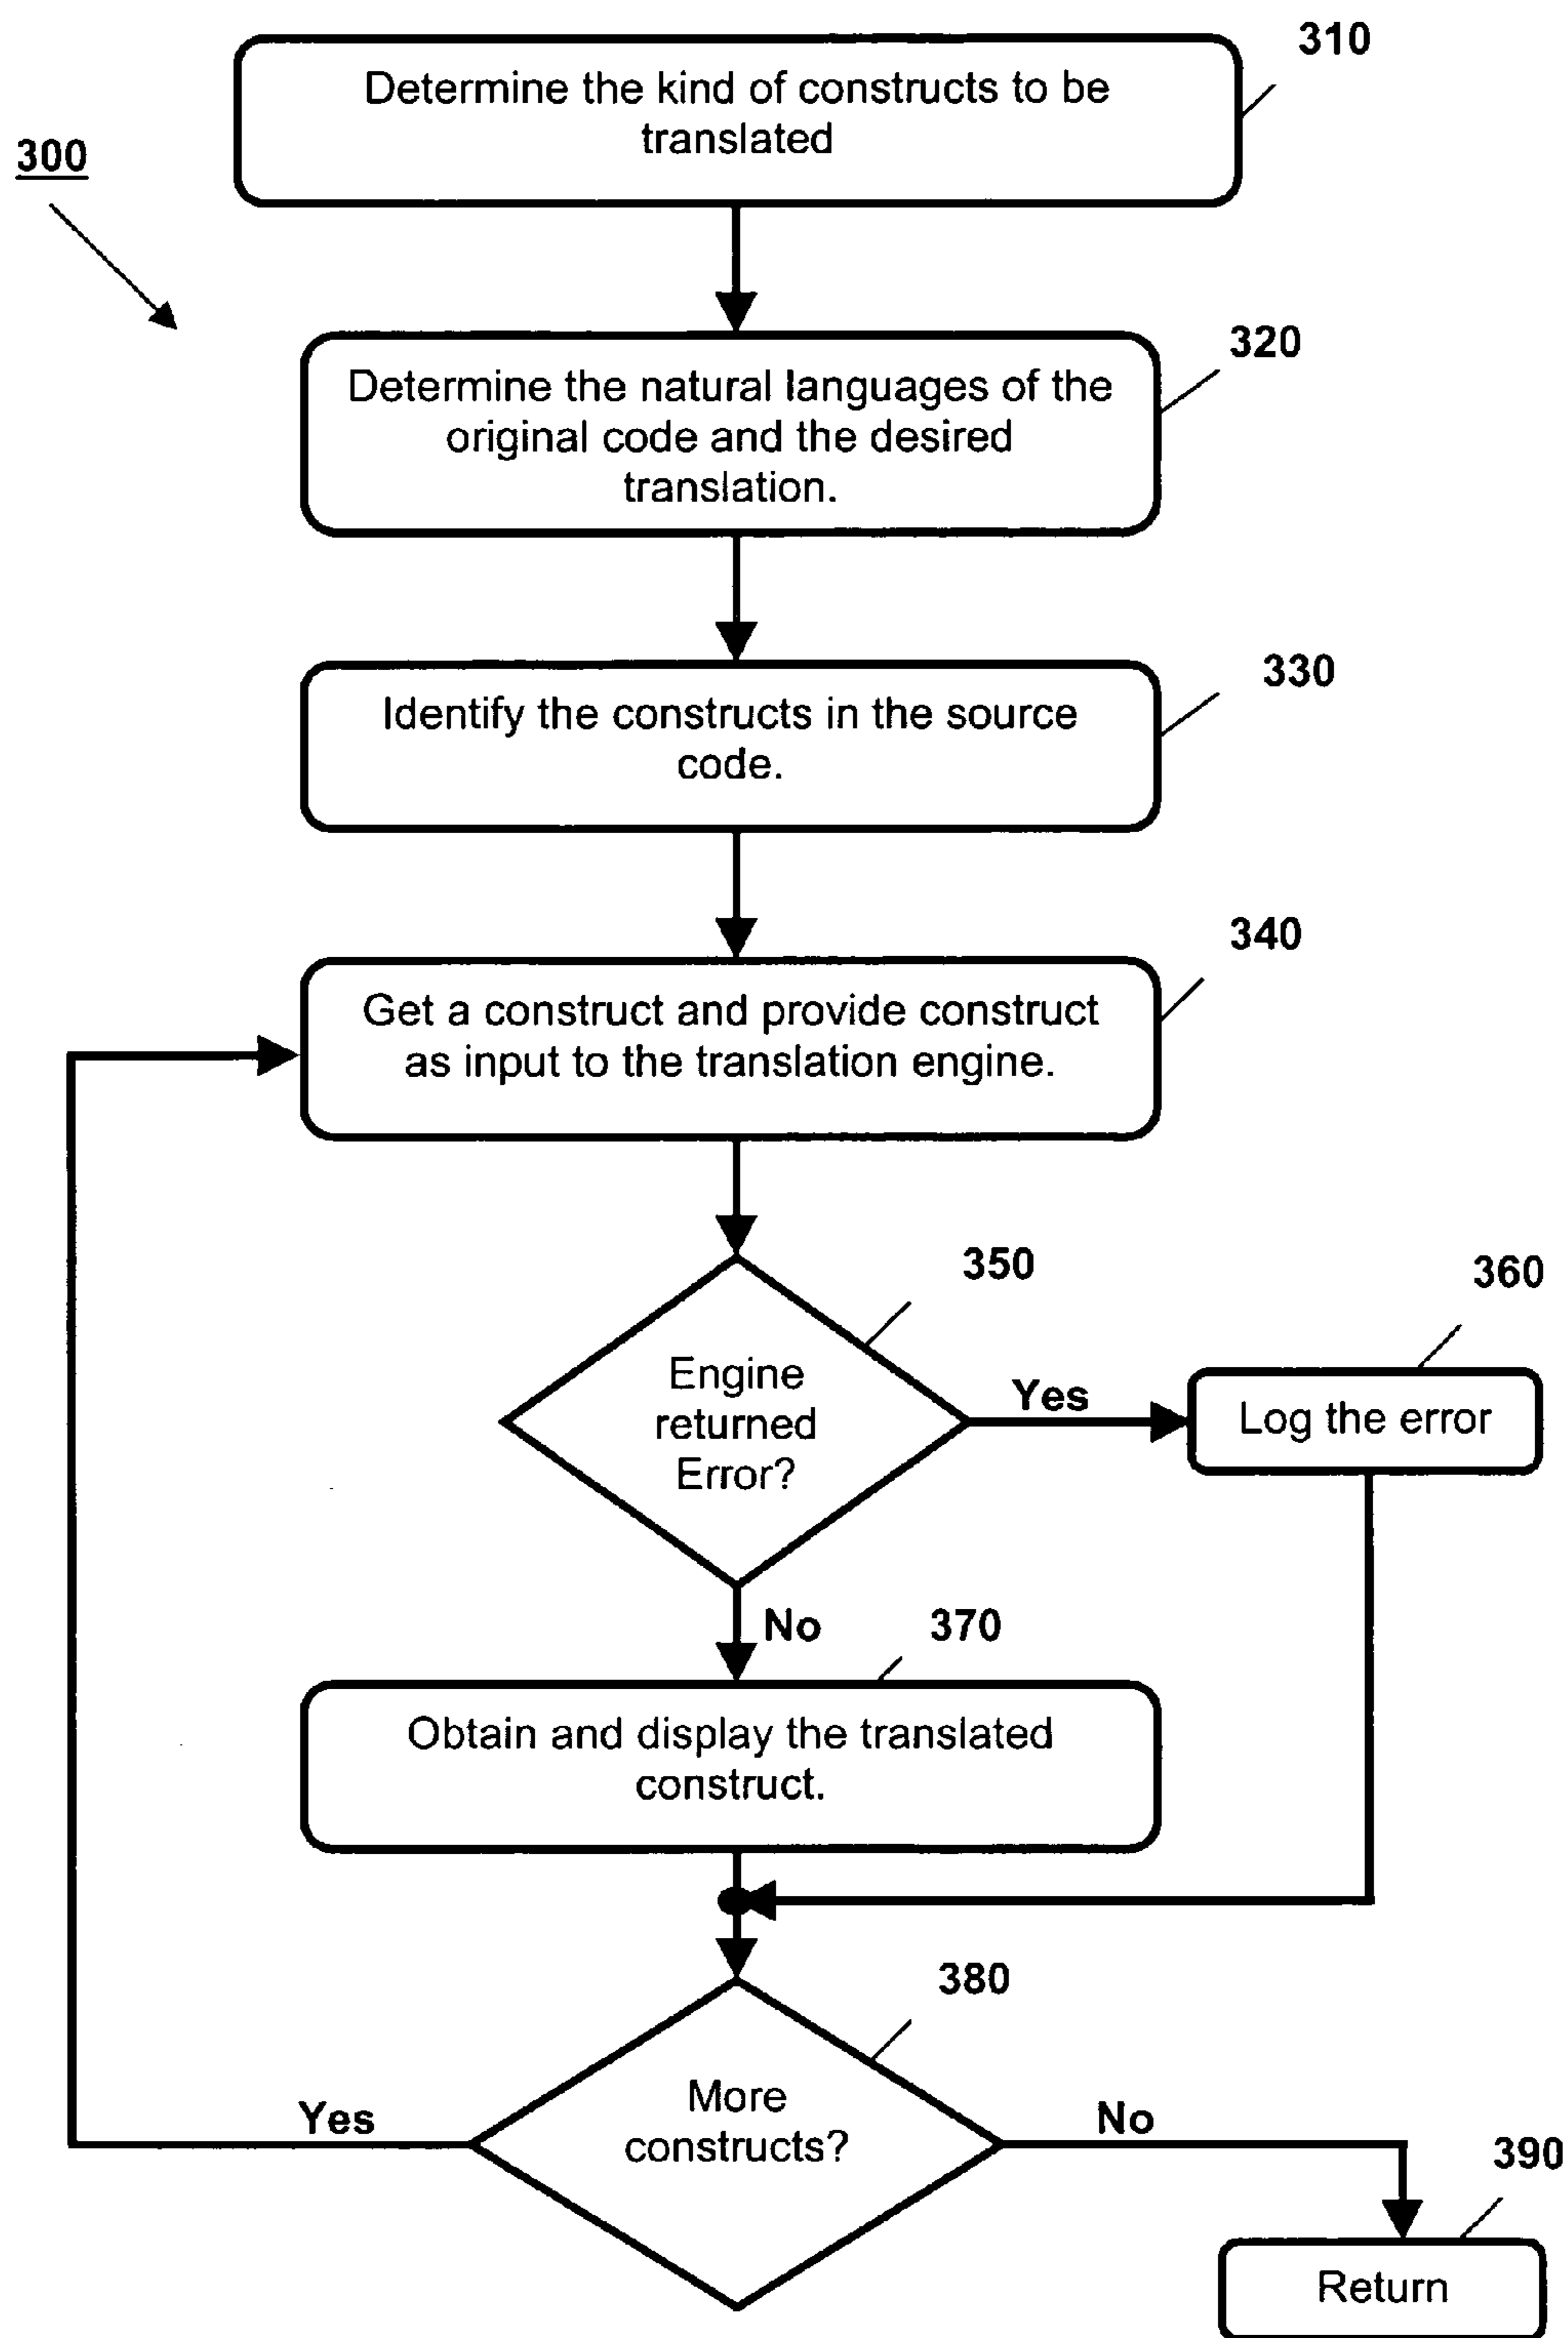 310
Determine the kind of constructs to be
translated
300
320
Determine the natural languages of the
original code and the desired
translation.
330
Identify the constructs in the source
code.
340
Get a construct and provide construct
as input to the translation engine.
350
360
Engine
returned
Error?
Yes
Log the error
No
370
Obtain and display the translated
construct.
380
More
constructs?
Yes
No
390
Return